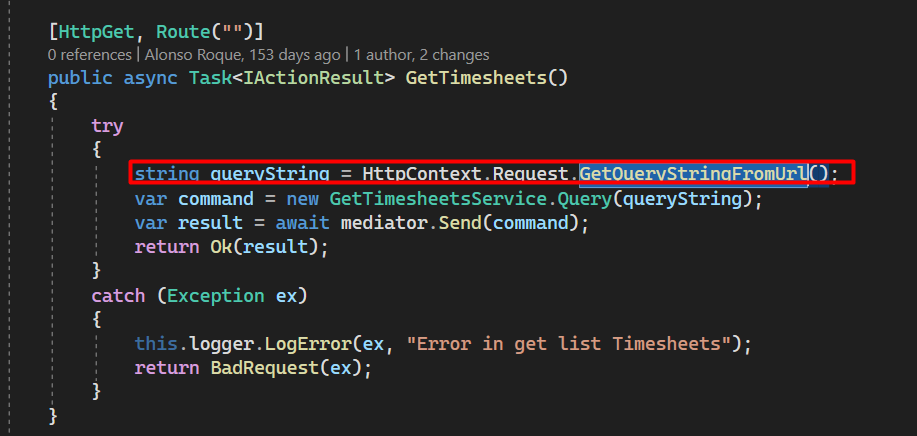 [HttpGet, Route("")]
0 references | Alonso Roque, 153 days ago | 1 author, 2 changes
public async Task<IActionResult> GetTimesheets()
{
try
{
string queryString = HttpContext.Request.GetQueryStringFromUrl();
var command = new GetTimesheetsService.Query(queryString);
var result = await mediator.Send(command);
return Ok(result);
}
catch (Exception ex)
{
this.logger.LogError(ex, "Error in get list Timesheets");
return BadRequest(ex);
}
}